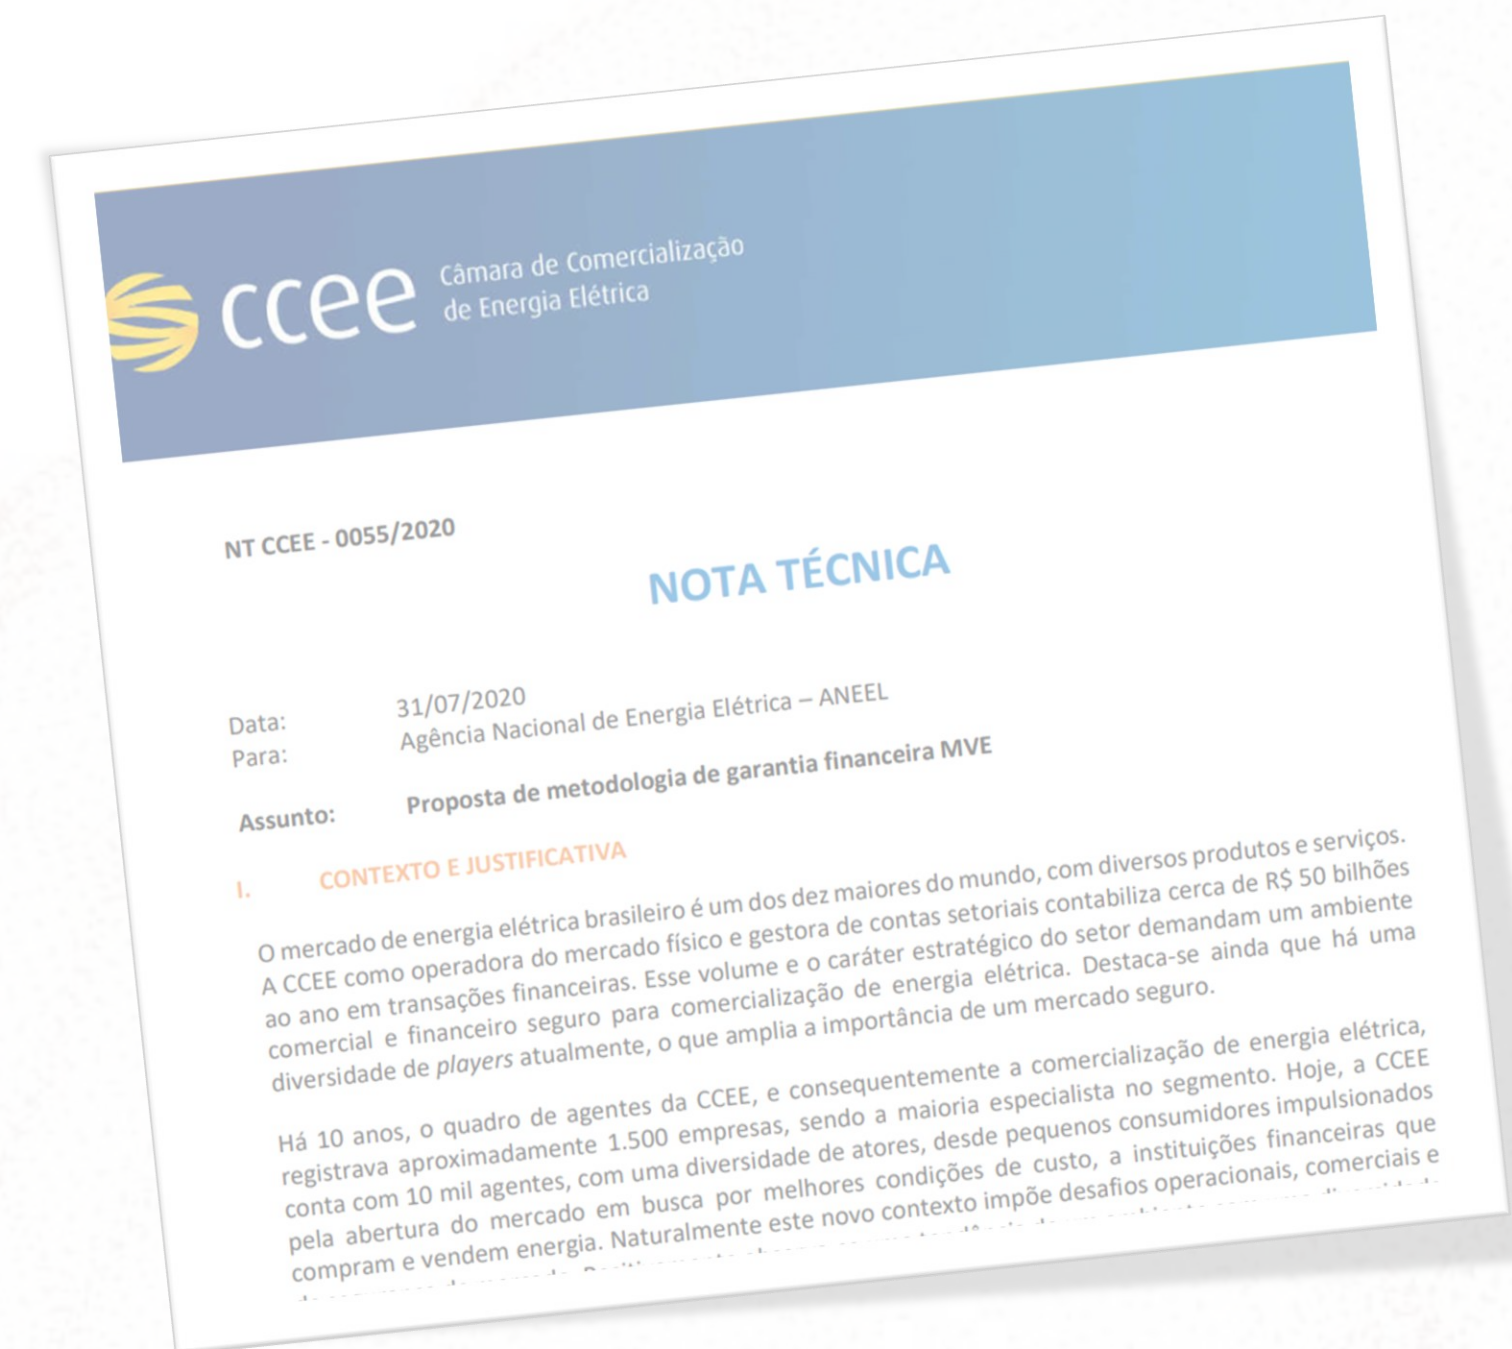 ccee
Câmara de Comercialização
de Energia Elétrica
NT CCEE - 0055/2020
NOTA TÉCNICA
Data: 31/07/2020
Para: Agência Nacional de Energia Elétrica – ANEEL
Assunto: Proposta de metodologia de garantia financeira MVE
I. CONTEXTO E JUSTIFICATIVA
O mercado de energia elétrica brasileiro é um dos dez maiores do mundo, com diversos produtos e serviços.
A CCEE como operadora do mercado físico e gestora de contas setoriais contabiliza cerca de R$ 50 bilhões
ao ano em transações financeiras. Esse volume e o caráter estratégico do setor demandam um ambiente
comercial e financeiro seguro para comercialização de energia elétrica. Destaca-se ainda que há uma
diversidade de players atualmente, o que amplia a importância de um mercado seguro.
Há 10 anos, o quadro de agentes da CCEE, e consequentemente a comercialização de energia elétrica,
registrava aproximadamente 1.500 empresas, sendo a maioria especialista no segmento. Hoje, a CCEE
conta com 10 mil agentes, com uma diversidade de atores, desde pequenos consumidores impulsionados
pela abertura do mercado em busca por melhores condições de custo, a instituições financeiras que
compram e vendem energia. Naturalmente este novo contexto impõe desafios operacionais, comerciais e